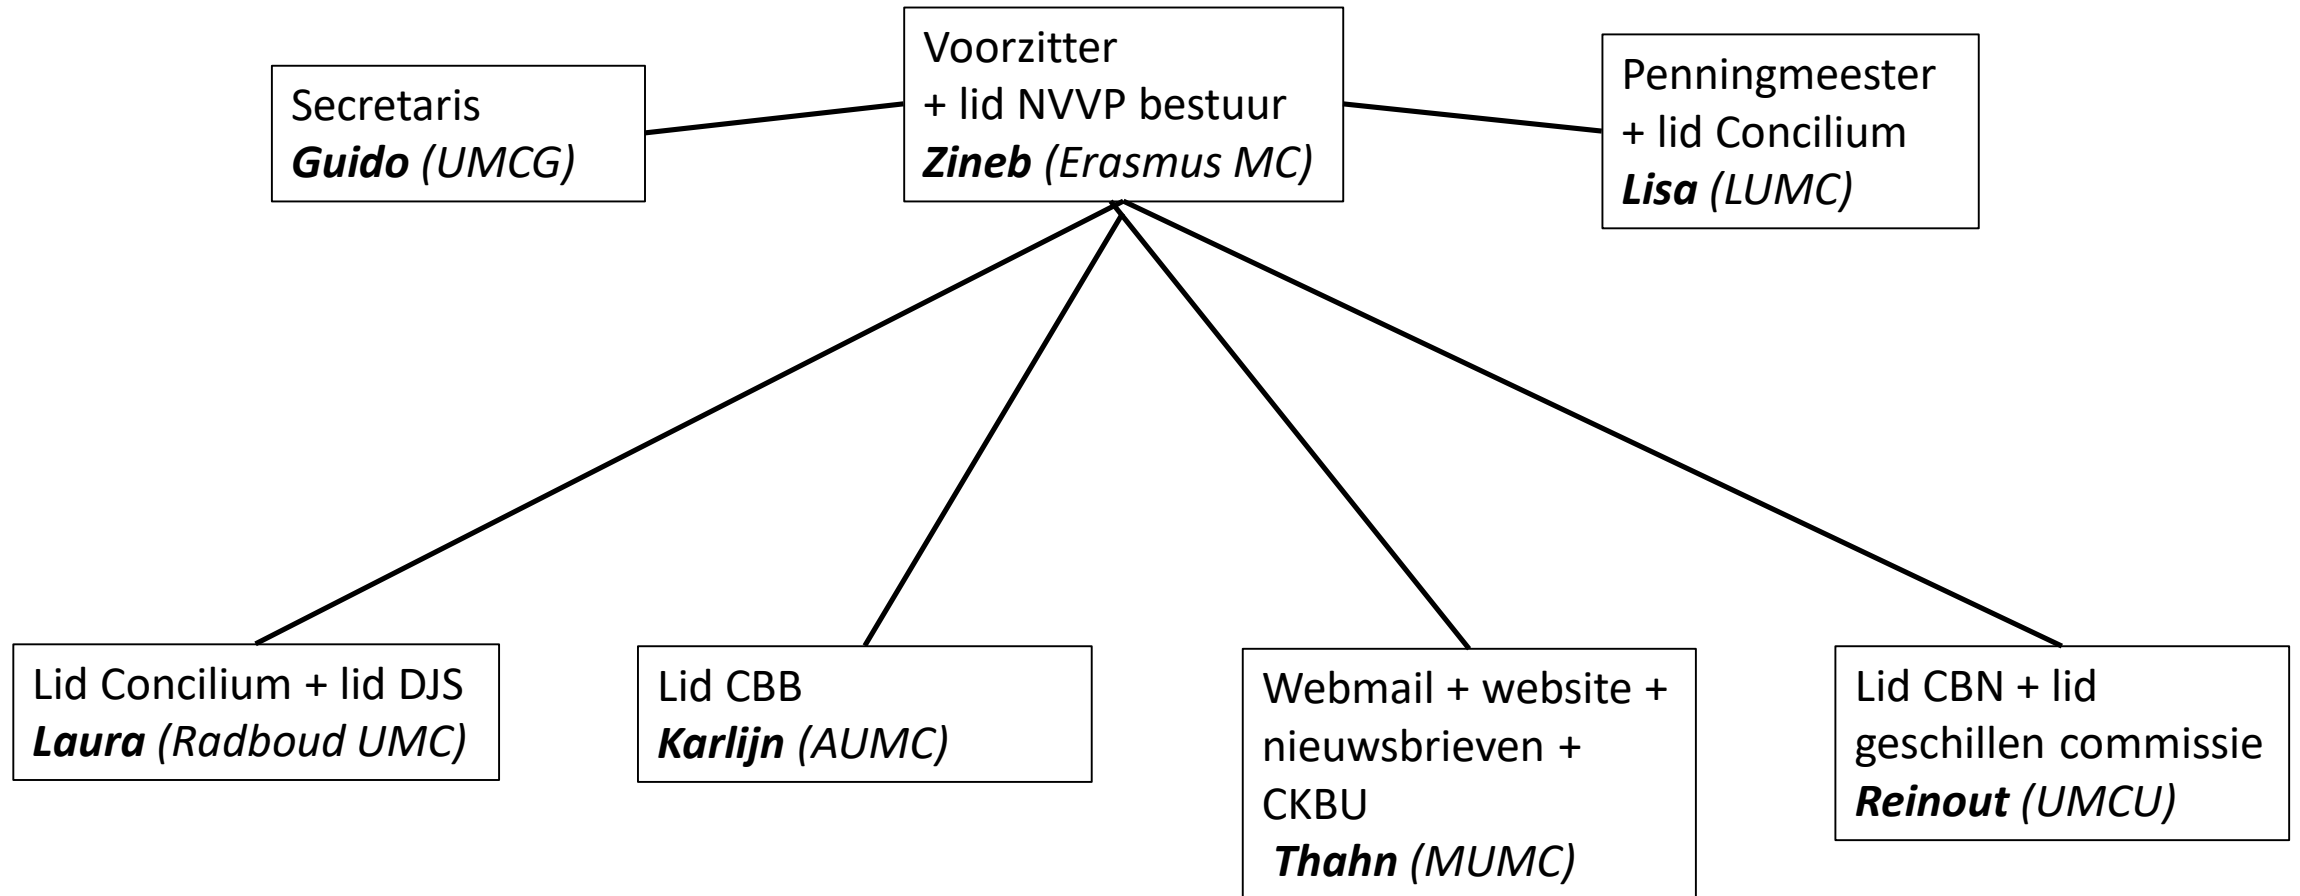 Secretaris
Guido (UMCG)
Voorzitter
+ lid NVVP bestuur
Zineb (Erasmus MC)
Penningmeester
+ lid Concilium
Lisa (LUMC)
Lid Concilium + lid DJS
Laura (Radboud UMC)
Lid CBB
Karlijn (AUMC)
Webmail + website +
nieuwsbrieven +
CKBU
Thahn (MUMC)
Lid CBN + lid
geschillen commissie
Reinout (UMCU)